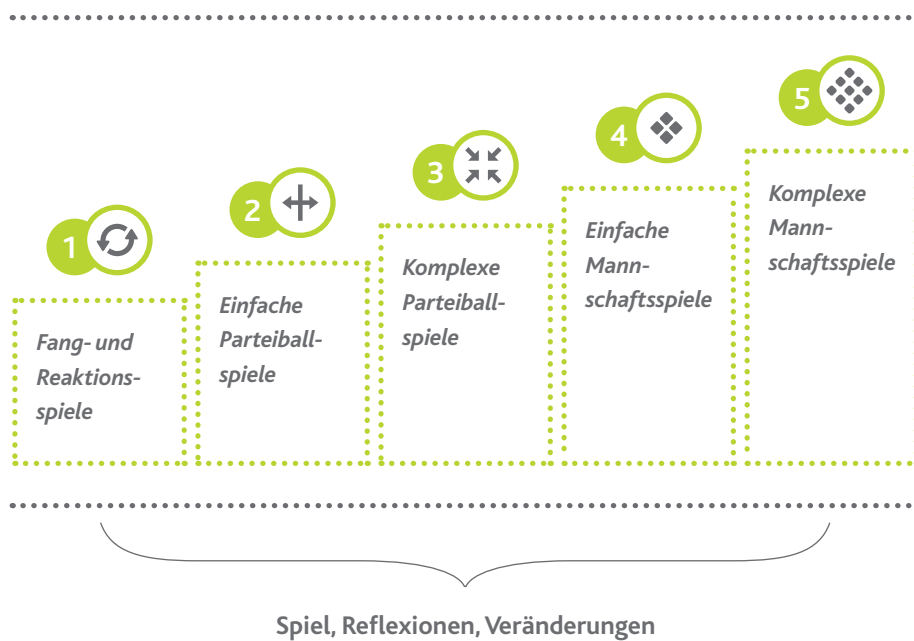 1
Fang- und
Reaktions-
spiele
2
Einfache
Parteiball-
spiele
3
Komplexe
Parteiball-
spiele
4
Einfache
Mann-
schaftsspiele
5
Komplexe
Mann-
schaftsspiele
Spiel, Reflexionen, Veränderungen